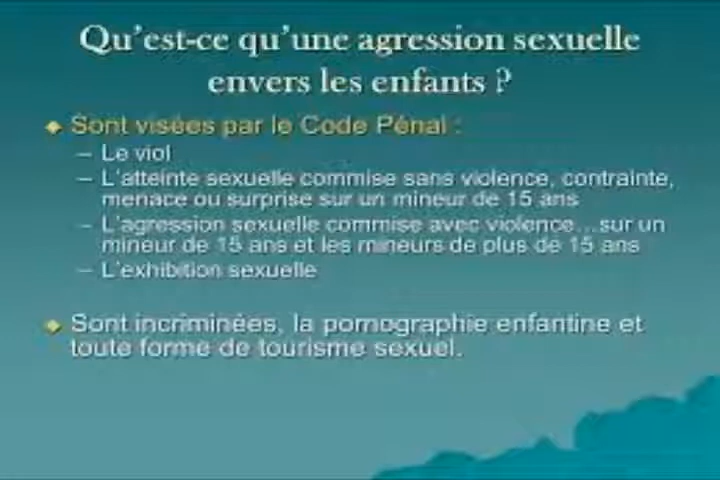 Qu'est-ce qu'une agression sexuelle
envers les enfants ?
Sont visées par le Code Pénal :
– Le viol
– L'atteinte sexuelle commise sans violence, contrainte,
menace ou surprise sur un mineur de 15 ans
– L'agression sexuelle commise avec violence...sur un
mineur de 15 ans et les mineurs de plus de 15 ans
– L'exhibition sexuelle
Sont incriminées, la pornographie enfantine et
toute forme de tourisme sexuel.